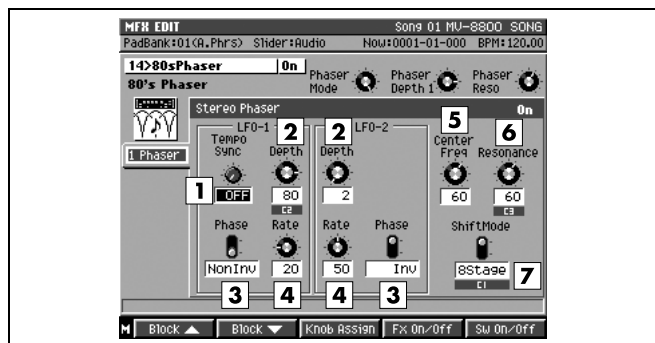 MFX EDIT Song 01 MV-8800 SONG
PadBank:01(A.Phrs) Slider:Audio Now:0001-01-000 BPM:120.00
14>80sPhaser On
80's Phaser
Phaser Mode
Phaser Depth 1
Phaser Reso
Stereo Phaser On
1 Phaser
LFO-1
LFO-2
Tempo Sync
1
OFF
2
Depth
80
C2
2
Depth
2
5
Center Freq
60
6
Resonance
60
C3
Phase
NonInv
3
Rate
20
4
Rate
50
4
Phase
Inv
3
ShiftMode
8Stage
C1
7
M Block ▲ Block ▼ Knob Assign Fx On/Off Sw On/Off